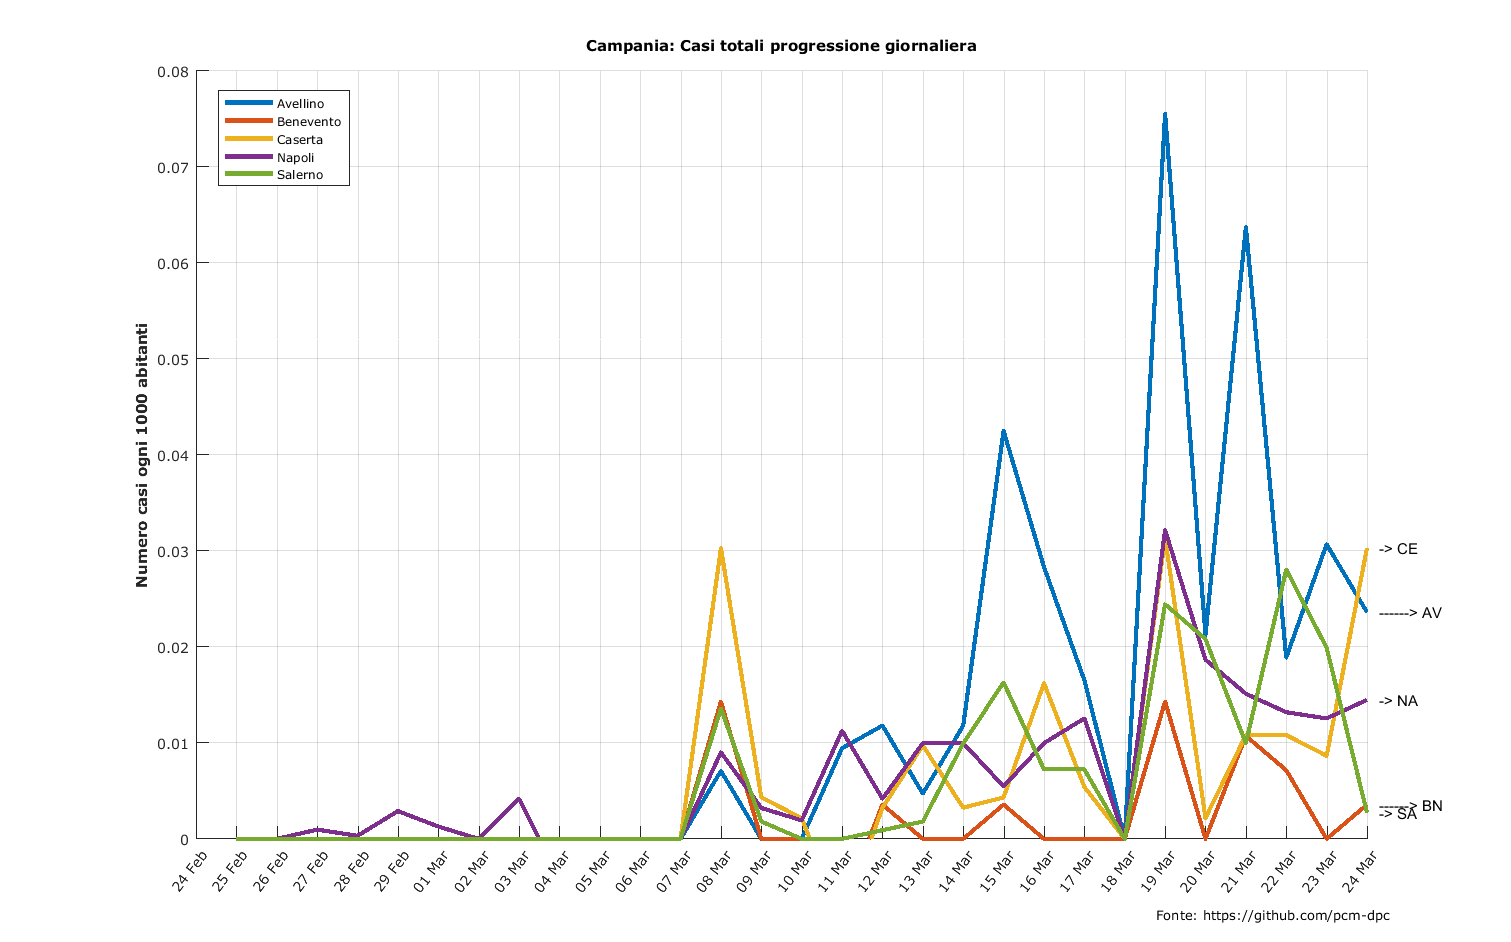 Campania: Casi totali progressione giornaliera
Avellino
Benevento
Caserta
Napoli
Salerno
Numero casi ogni 1000 abitanti
0.08
0.07
0.06
0.05
0.04
0.03
0.02
0.01
0
-> CE
------> AV
-> NA
------> BN
-> SA
24 Feb
25 Feb
26 Feb
27 Feb
28 Feb
29 Feb
01 Mar
02 Mar
03 Mar
04 Mar
05 Mar
06 Mar
07 Mar
08 Mar
09 Mar
10 Mar
11 Mar
12 Mar
13 Mar
14 Mar
15 Mar
16 Mar
17 Mar
18 Mar
19 Mar
20 Mar
21 Mar
22 Mar
23 Mar
24 Mar
Fonte: https://github.com/pcm-dpc